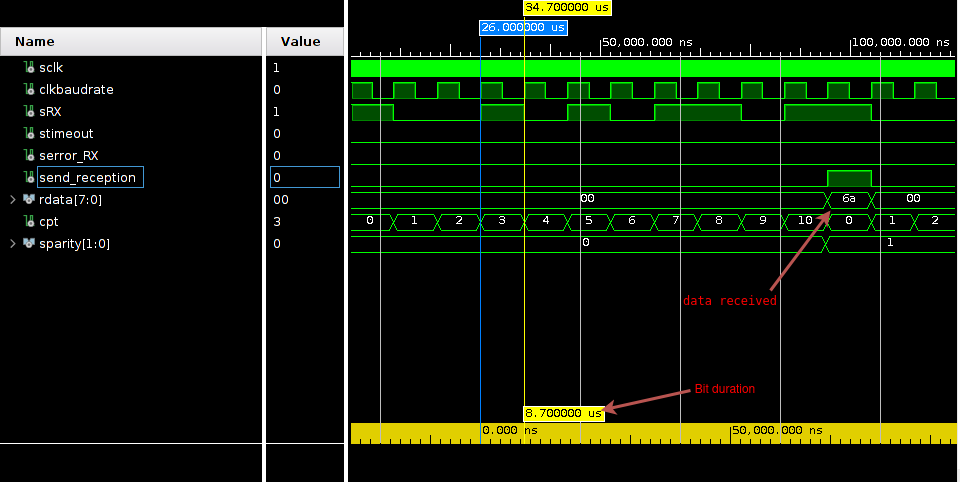 34.700000 us
26.000000 us
Name Value 50,000.000 ns 100,000.000 ns
sclk 1
clkbaudrate 0
sRX 1
stimeout 0
serror_RX 0
send_reception 0
rdata[7:0] 00 00 6a 00
cpt 3 0 1 2 3 4 5 6 7 8 9 10 0 1 2
sparity[1:0] 0 0 1
data received
Bit duration
8.700000 us
0.000 ns 50,000.000 ns